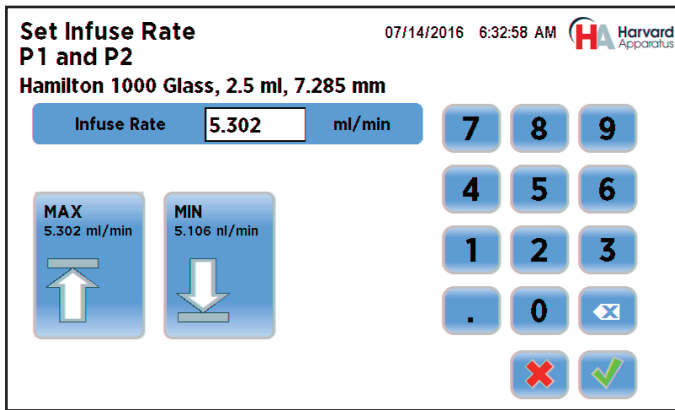 Set Infuse Rate
P1 and P2
07/14/2016 6:32:58 AM
HA Harvard
Apparatus
Hamilton 1000 Glass, 2.5 ml, 7.285 mm
Infuse Rate 5.302 ml/min
MAX
5.302 ml/min
MIN
5.106 nl/min
7 8 9
4 5 6
1 2 3
. 0